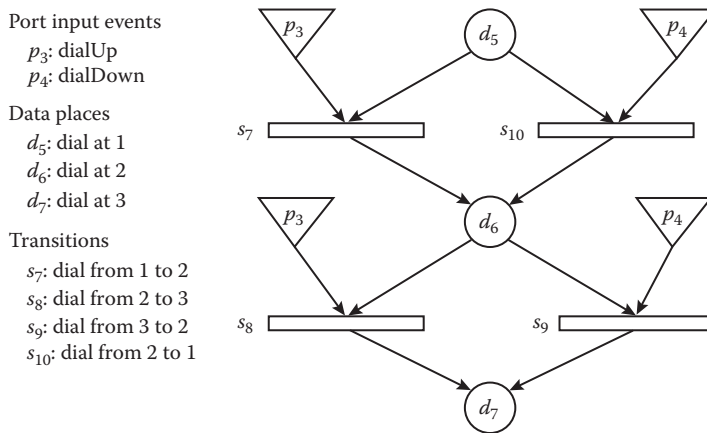 Port input events
p3: dialUp
p4: dialDown
Data places
d5: dial at 1
d6: dial at 2
d7: dial at 3
Transitions
s7: dial from 1 to 2
s8: dial from 2 to 3
s9: dial from 3 to 2
s10: dial from 2 to 1
p3
d5
p4
s7
s10
p3
d6
p4
s8
s9
d7